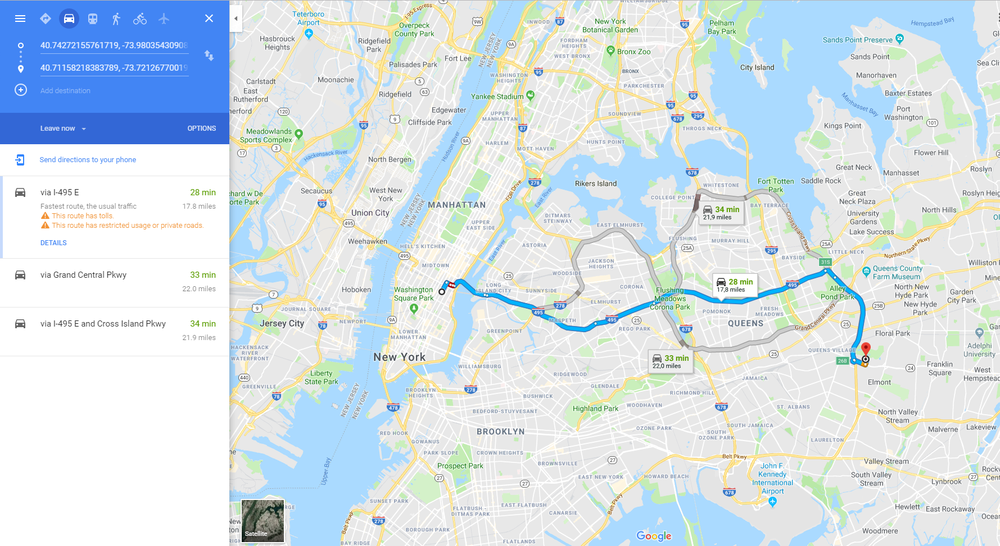 40.74272155761719, -73.98035430908
40.71158218383789, -73.72126770019
Add destination
Leave now
OPTIONS
Send directions to your phone
via I-495 E
28 min
Fastest route, the usual traffic
17.8 miles
This route has tolls.
This route has restricted usage or private roads.
DETAILS
via Grand Central Pkwy
33 min
22.0 miles
via I-495 E and Cross Island Pkwy
34 min
21.9 miles
Teterboro
Airport
I-95 Express
Overpeck
County Park
Hasbrouck
Heights
Ridgefield
Park
Fort Lee
Palisades Park
Carlstadt
East
Rutherford
Moonachie
Ridgefield
Edgewater
Cliffside Park
Meadowlands
Sports Complex
Hackensack River
North Bergen
Secaucus
West New
York
Union City
Weehawken
Hoboken
JOURNAL SQUARE
Jersey City
NEWPORT
HACKENSACK
RIVER
WATERFRONT
Liberty
State Park
GREENVILLE
NEW JERSEY
NEW YORK
Hudson River
INWOOD
New York
Botanical Garden
FORDHAM
HEIGHTS
WEST BRONX
Bronx Zoo
BRONX
WASHINGTON
HEIGHTS
PARKCHESTER
Yankee Stadium
UPPER
MANHATTAN
SOUNDVIEW
HARLEM
MOTT HAVEN
HUNTS POINT
THROGS NECK
Pelham
Bay Park
City Island
Hempstead Bay
Sands Point Preserve
Sands Point
Manorhaven
Baxter Estates
Manhasset Bay
Port
Washington
Kings Point
Flower Hill
Great Neck
Manhasset
Roslyn
Saddle Rock
Great
Neck Plaza
University
Gardens
Lake Success
North Hills
Roslyn Heig
Rikers Island
WHITESTONE
Fort Totten
Park
COLLEGE POINT
BAY TERRACE
34 min
21,9 miles
Cross Island Pkwy
MANHATTAN
FDR Drive
East River
DITMARS
STEINWAY
UPPER
EAST SIDE
EAST ELMHURST
FLUSHING
MURRAY HILL
HELL'S KITCHEN
ASTORIA
BAYSIDE
LITTLE NECK
Northern State Pkwy
MIDTOWN
JACKSON
HEIGHTS
WOODSIDE
Queens County
Farm Museum
Williston
Washington
Square Park
LONG
ISLAND CITY
SUNNYSIDE
CORONA
28 min
17,8 miles
Flushing
Meadows
Corona Park
Alley
Pond Park
North New
Hyde Park
New Hyde
Park
Garden
City
ELMHURST
POMONOK
FRESH
MEADOWS
MASPETH
REGO PARK
QUEENS
Grand Central Pkwy
Floral Park
LOWER
MANHATTAN
GREENPOINT
New York
QUEENS VILLAGE
Adelphi
University
33 min
22,0 miles
WILLIAMSBURG
RIDGEWOOD
Franklin
Square
West
Hempstead
JAMAICA
Elmont
BROOKLYN
HEIGHTS
GLENDALE
RICHMOND HILL
BUSHWICK
Highland Park
WOODHAVEN
ST. ALBANS
BEDFORD-STUYVESANT
North Valley
Stream
Malverne
Lakeview
RED HOOK
BROOKLYN
OZONE PARK
SOUTH
OZONE PARK
SOUTH JAMAICA
LAURELTON
GOWANUS
PARK SLOPE
CROWN HEIGHTS
Belt Pkwy
Prospect Park
BROWNSVILLE
John F.
Kennedy
International
Airport
Valley Stream
South Valley
Stream
Lynbrook
EAST NEW YORK
HOWARD BEACH
Upper Bay
SUNSET PARK
FLATBUSH -
DITMAS PARK
EAST FLATBUSH
CANARSIE
Belt Pkwy
Hewlett
East Rockaway
Belt Pkwy
BOROUGH PARK
BAY RIDGE
FLATLANDS
Woodmere
Satellite
Google